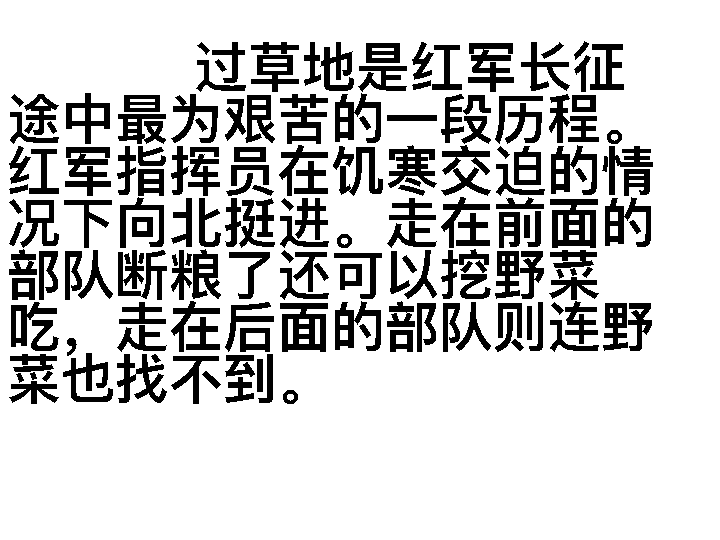 过草地是红军长征
途中最为艰苦的一段历程。
红军指挥员在饥寒交迫的情
况下向北挺进。走在前面的
部队断粮了还可以挖野菜
吃，走在后面的部队则连野
菜也找不到。